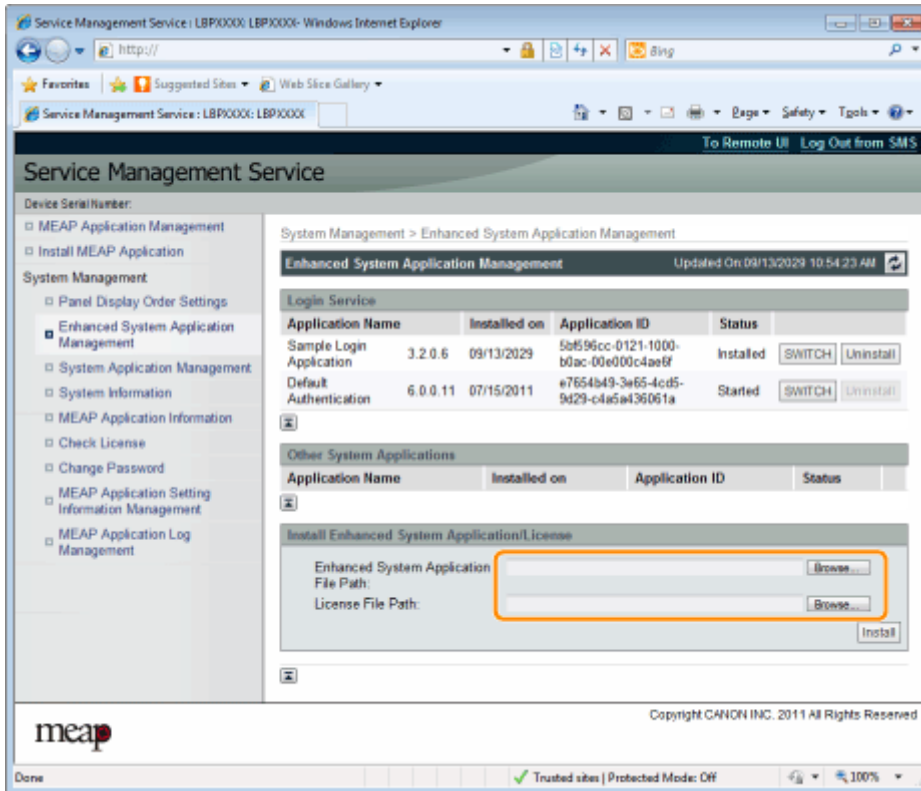 Service Management Service : LBPXXXX: LBPXXXX- Windows Internet Explorer
http://
Bing
Favorites Suggested Sites Web Slice Gallery
Service Management Service : LBPXXXX: LBPXXXX
Page Safety Tools
To Remote UI Log Out from SMS
Service Management Service
Device Serial Number:
MEAP Application Management
Install MEAP Application
System Management
Panel Display Order Settings
Enhanced System Application
Management
System Application Management
System Information
MEAP Application Information
Check License
Change Password
MEAP Application Setting
Information Management
MEAP Application Log
Management
System Management > Enhanced System Application Management
Enhanced System Application Management Updated On:09/13/2029 10:54:23 AM
Login Service
Application Name Installed on Application ID Status
Sample Login
Application 3.2.0.6 09/13/2029 5bf596cc-0121-1000-
b0ac-00e000c4ae6f Installed SWITCH Uninstall
Default
Authentication 6.0.0.11 07/15/2011 e7654b49-3e65-4cd5-
9d29-c4a5a436061a Started SWITCH Uninstall
Other System Applications
Application Name Installed on Application ID Status
Install Enhanced System Application/License
Enhanced System Application
File Path: Browse...
License File Path: Browse...
Install
Copyright CANON INC. 2011 All Rights Reserved
meap
Done Trusted sites | Protected Mode: Off 100%